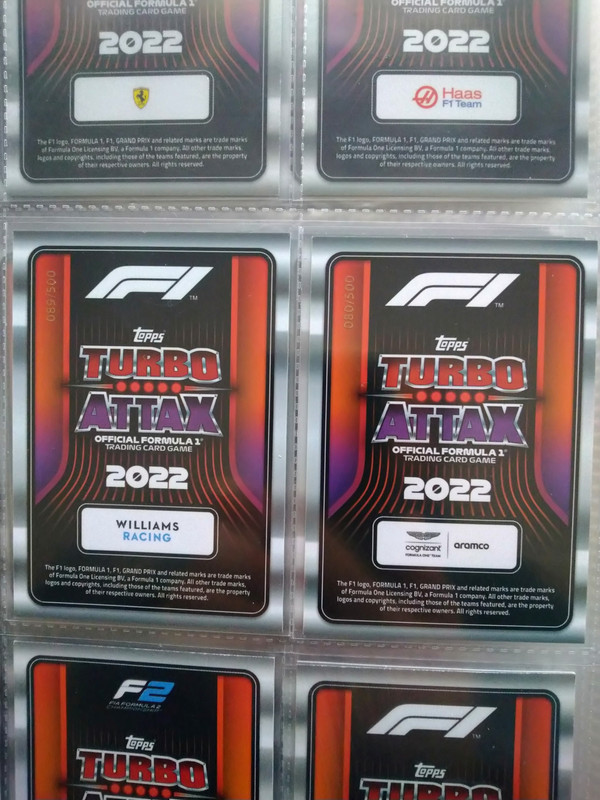 OFFICIAL FORMULA 1®
TRADING CARD GAME
2022
The F1 logo, FORMULA 1, F1, GRAND PRIX and related marks are trade marks
of Formula One Licensing BV, a Formula 1 company. All other trade marks,
logos and copyrights, including those of the teams featured, are the property
of their respective owners. All rights reserved.
OFFICIAL FORMULA 1®
TRADING CARD GAME
2022
Haas
F1 Team
The F1 logo, FORMULA 1, F1, GRAND PRIX and related marks are trade marks
of Formula One Licensing BV, a Formula 1 company. All other trade marks,
logos and copyrights, including those of the teams featured, are the property
of their respective owners. All rights reserved.
089/500
F1 TM
Topps
TURBO
ATTAX
OFFICIAL FORMULA 1®
TRADING CARD GAME
2022
WILLIAMS
RACING
The F1 logo, FORMULA 1, F1, GRAND PRIX and related marks are trade marks
of Formula One Licensing BV, a Formula 1 company. All other trade marks,
logos and copyrights, including those of the teams featured, are the property
of their respective owners. All rights reserved.
080/500
F1 TM
Topps
TURBO
ATTAX
OFFICIAL FORMULA 1®
TRADING CARD GAME
2022
cognizant aramco
FORMULA ONE™ TEAM
The F1 logo, FORMULA 1, F1, GRAND PRIX and related marks are trade marks
of Formula One Licensing BV, a Formula 1 company. All other trade marks,
logos and copyrights, including those of the teams featured, are the property
of their respective owners. All rights reserved.
F2
FIA FORMULA 2
CHAMPIONSHIP
Topps
TURBO
F1 TM
Topps
TURBO